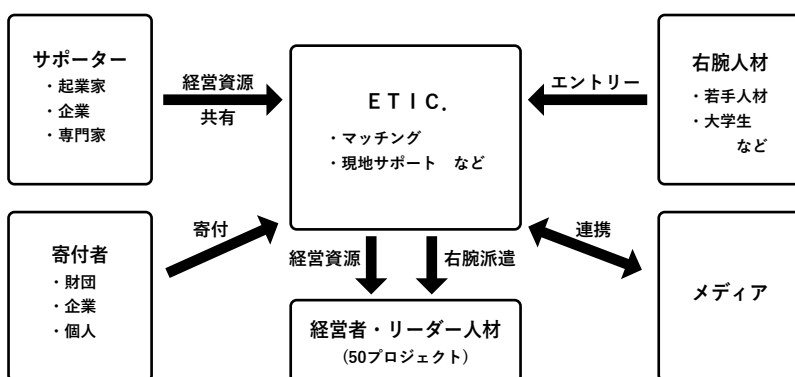 サポーター
・起業家
・企業
・専門家
経営資源
共有
ＥＴＩＣ．
・マッチング
・現地サポート　など
エントリー
右腕人材
・若手人材
・大学生
など
寄付者
・財団
・企業
・個人
寄付
経営資源
右腕派遣
連携
メディア
経営者・リーダー人材
(50プロジェクト)